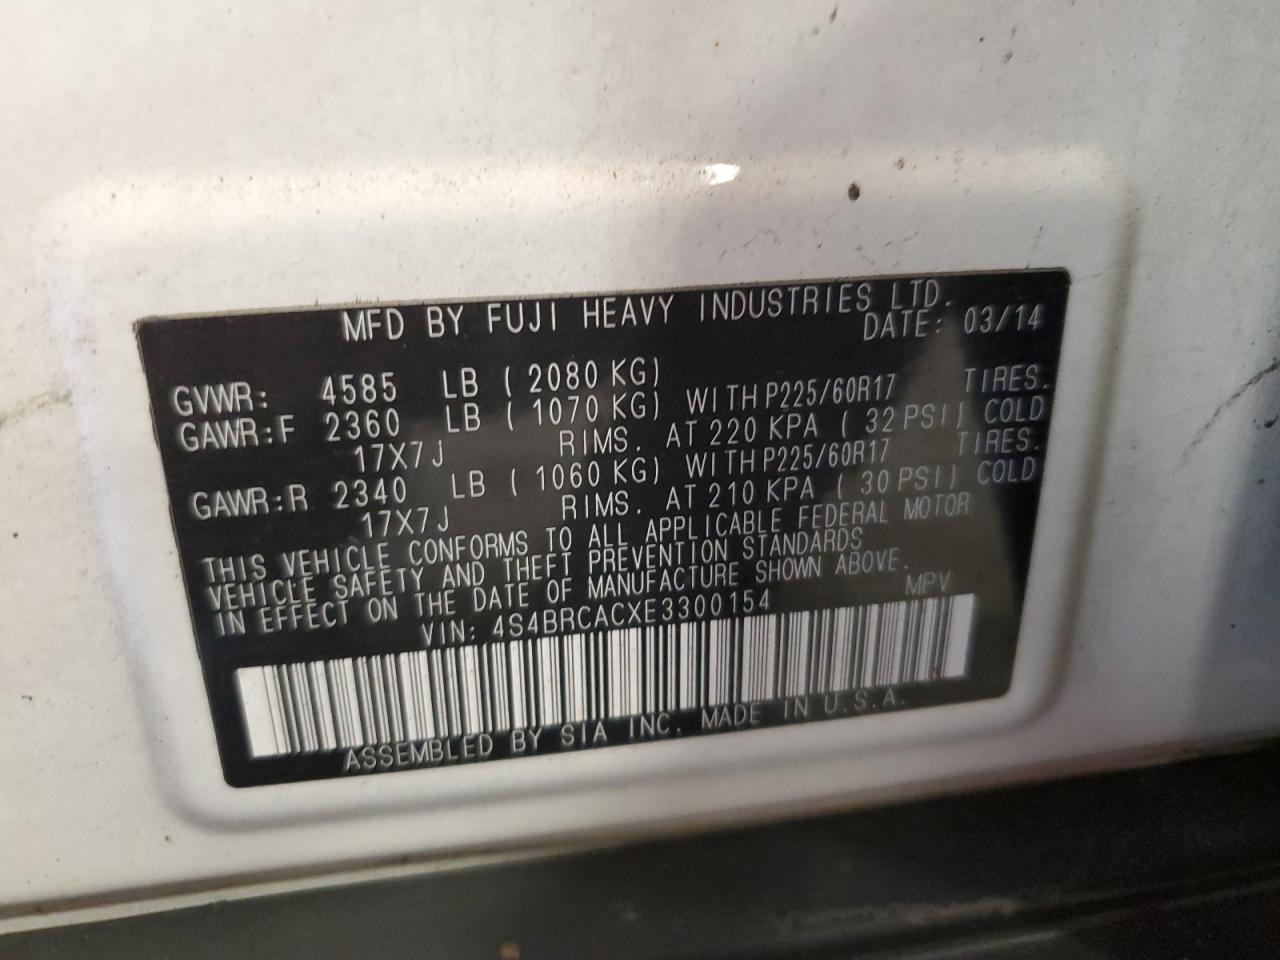 MFD BY FUJI HEAVY INDUSTRIES LTD.
DATE: 03/14
GVWR: 4585 LB ( 2080 KG)
GAWR:F 2360 LB ( 1070 KG) WITH P225/60R17 TIRES.
17X7J RIMS. AT 220 KPA ( 32 PSI) COLD
GAWR:R 2340 LB ( 1060 KG) WITH P225/60R17 TIRES.
17X7J RIMS. AT 210 KPA ( 30 PSI) COLD
THIS VEHICLE CONFORMS TO ALL APPLICABLE FEDERAL MOTOR
VEHICLE SAFETY AND THEFT PREVENTION STANDARDS
IN EFFECT ON THE DATE OF MANUFACTURE SHOWN ABOVE.
VIN: 4S4BRCACXE3300154 MPV
ASSEMBLED BY SIA INC. MADE IN U.S.A.